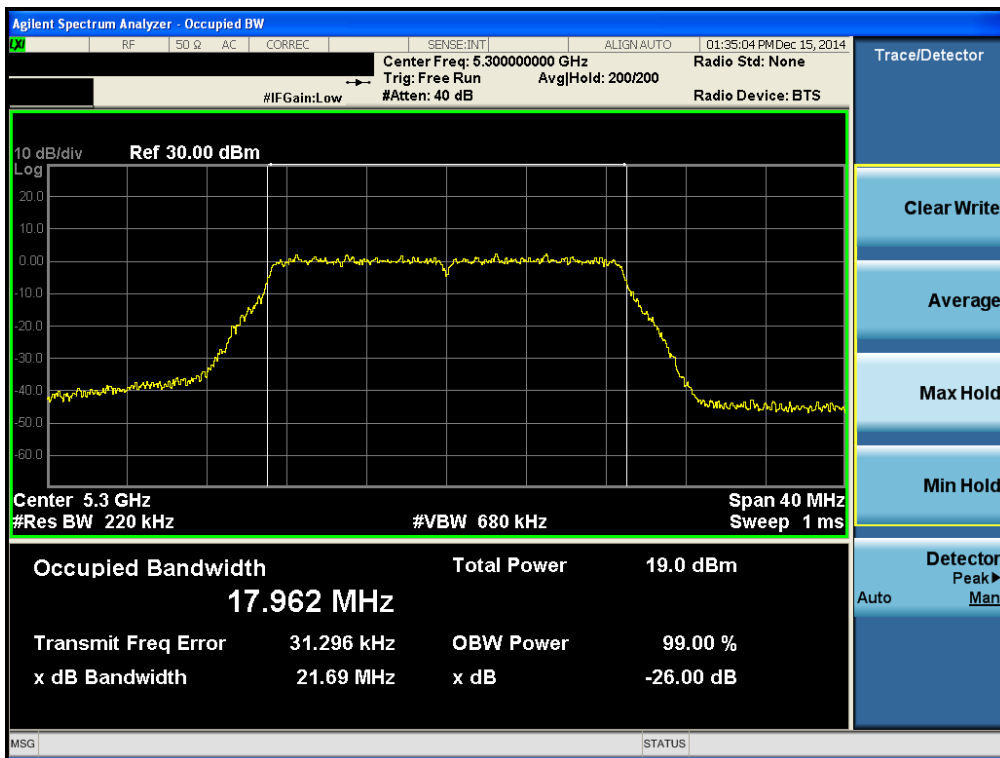 Agilent Spectrum Analyzer - Occupied BW
LXI RF 50 Ω AC CORREC SENSE:INT ALIGN AUTO 01:35:04 PM Dec 15, 2014
Center Freq: 5.300000000 GHz Radio Std: None
Trig: Free Run Avg|Hold: 200/200
#IFGain:Low #Atten: 40 dB Radio Device: BTS
10 dB/div Ref 30.00 dBm
Log
20.0
10.0
0.00
-10.0
-20.0
-30.0
-40.0
-50.0
-60.0
Center 5.3 GHz Span 40 MHz
#Res BW 220 kHz #VBW 680 kHz Sweep 1 ms
Occupied Bandwidth Total Power 19.0 dBm
17.962 MHz
Transmit Freq Error 31.296 kHz OBW Power 99.00 %
x dB Bandwidth 21.69 MHz x dB -26.00 dB
MSG STATUS
Trace/Detector
Clear Write
Average
Max Hold
Min Hold
Detector
Peak
Auto Man